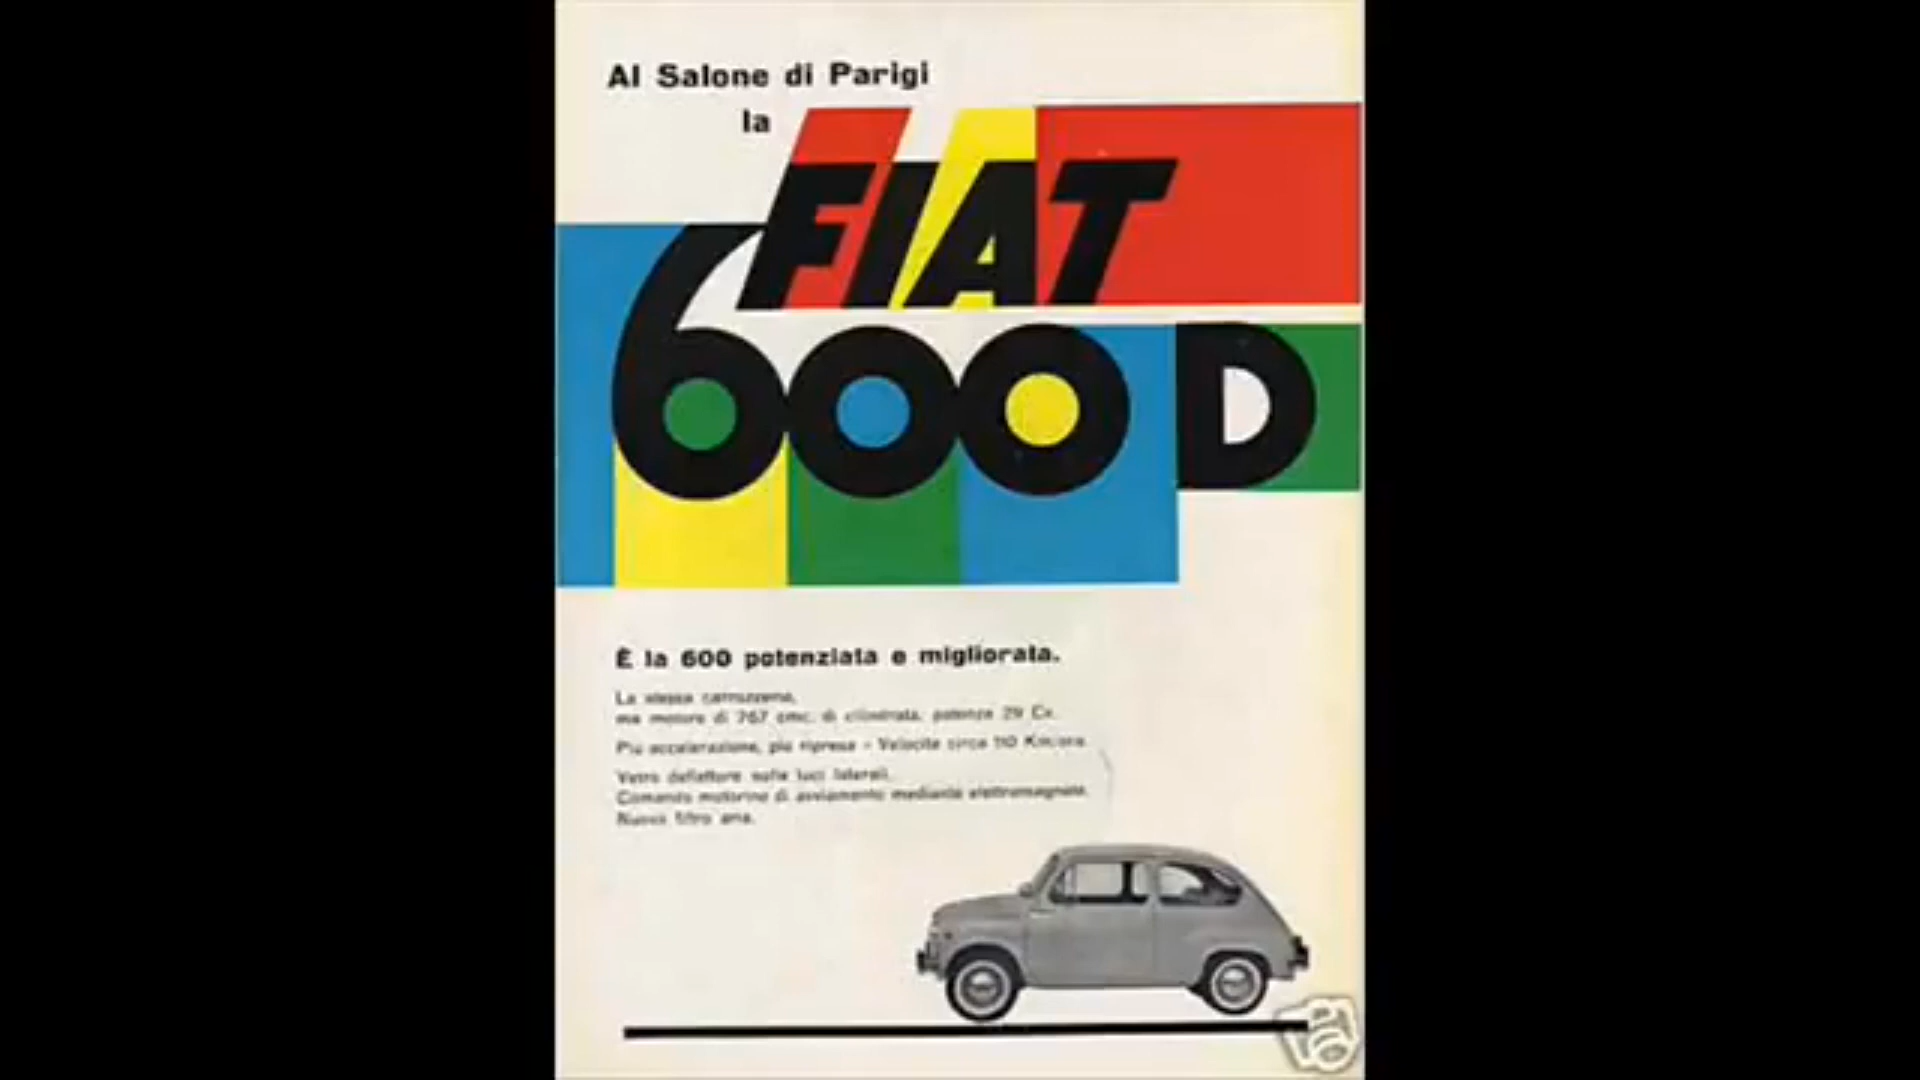 Al Salone di Parigi
la
FIAT
600 D
È la 600 potenziata e migliorata.
La stessa carrozzeria,
ma motore di 767 cmc. di cilindrata, potenza 29 Cv.
Più accelerazione, più ripresa - Velocità circa 110 Km/ora.
Vetro deflettore sulle luci laterali.
Comando motorino di avviamento mediante elettromagnete.
Nuovo filtro aria.